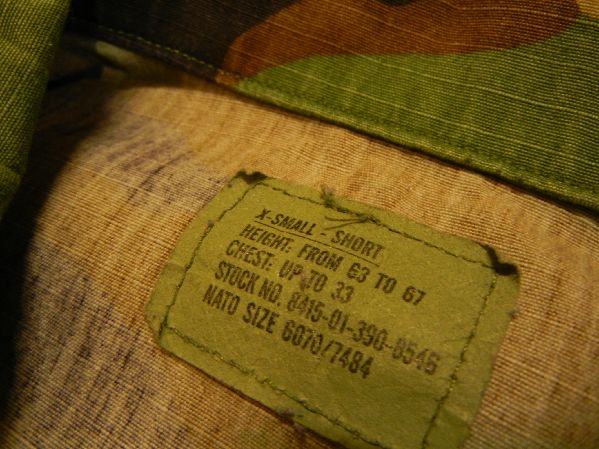 X-SMALL - SHORT
HEIGHT: FROM 63 TO 67
CHEST: UP TO 33
STOCK NO. 8415-01-390-8546
NATO SIZE 6070/7484